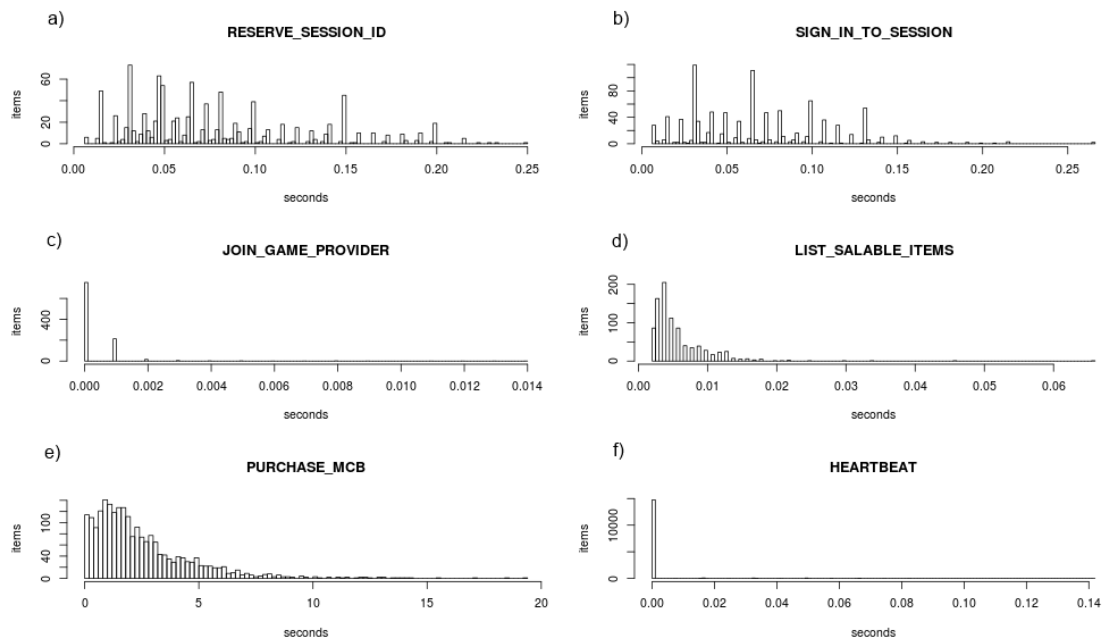 a)
RESERVE_SESSION_ID
items
0 20 60
0.00 0.05 0.10 0.15 0.20 0.25
seconds
b)
SIGN_IN_TO_SESSION
items
0 40 80
0.00 0.05 0.10 0.15 0.20 0.25
seconds
c)
JOIN_GAME_PROVIDER
items
0 400
0.000 0.002 0.004 0.006 0.008 0.010 0.012 0.014
seconds
d)
LIST_SALABLE_ITEMS
items
0 100 200
0.00 0.01 0.02 0.03 0.04 0.05 0.06
seconds
e)
PURCHASE_MCB
items
0 40 100
0 5 10 15 20
seconds
f)
HEARTBEAT
items
0 10000
0.00 0.02 0.04 0.06 0.08 0.10 0.12 0.14
seconds